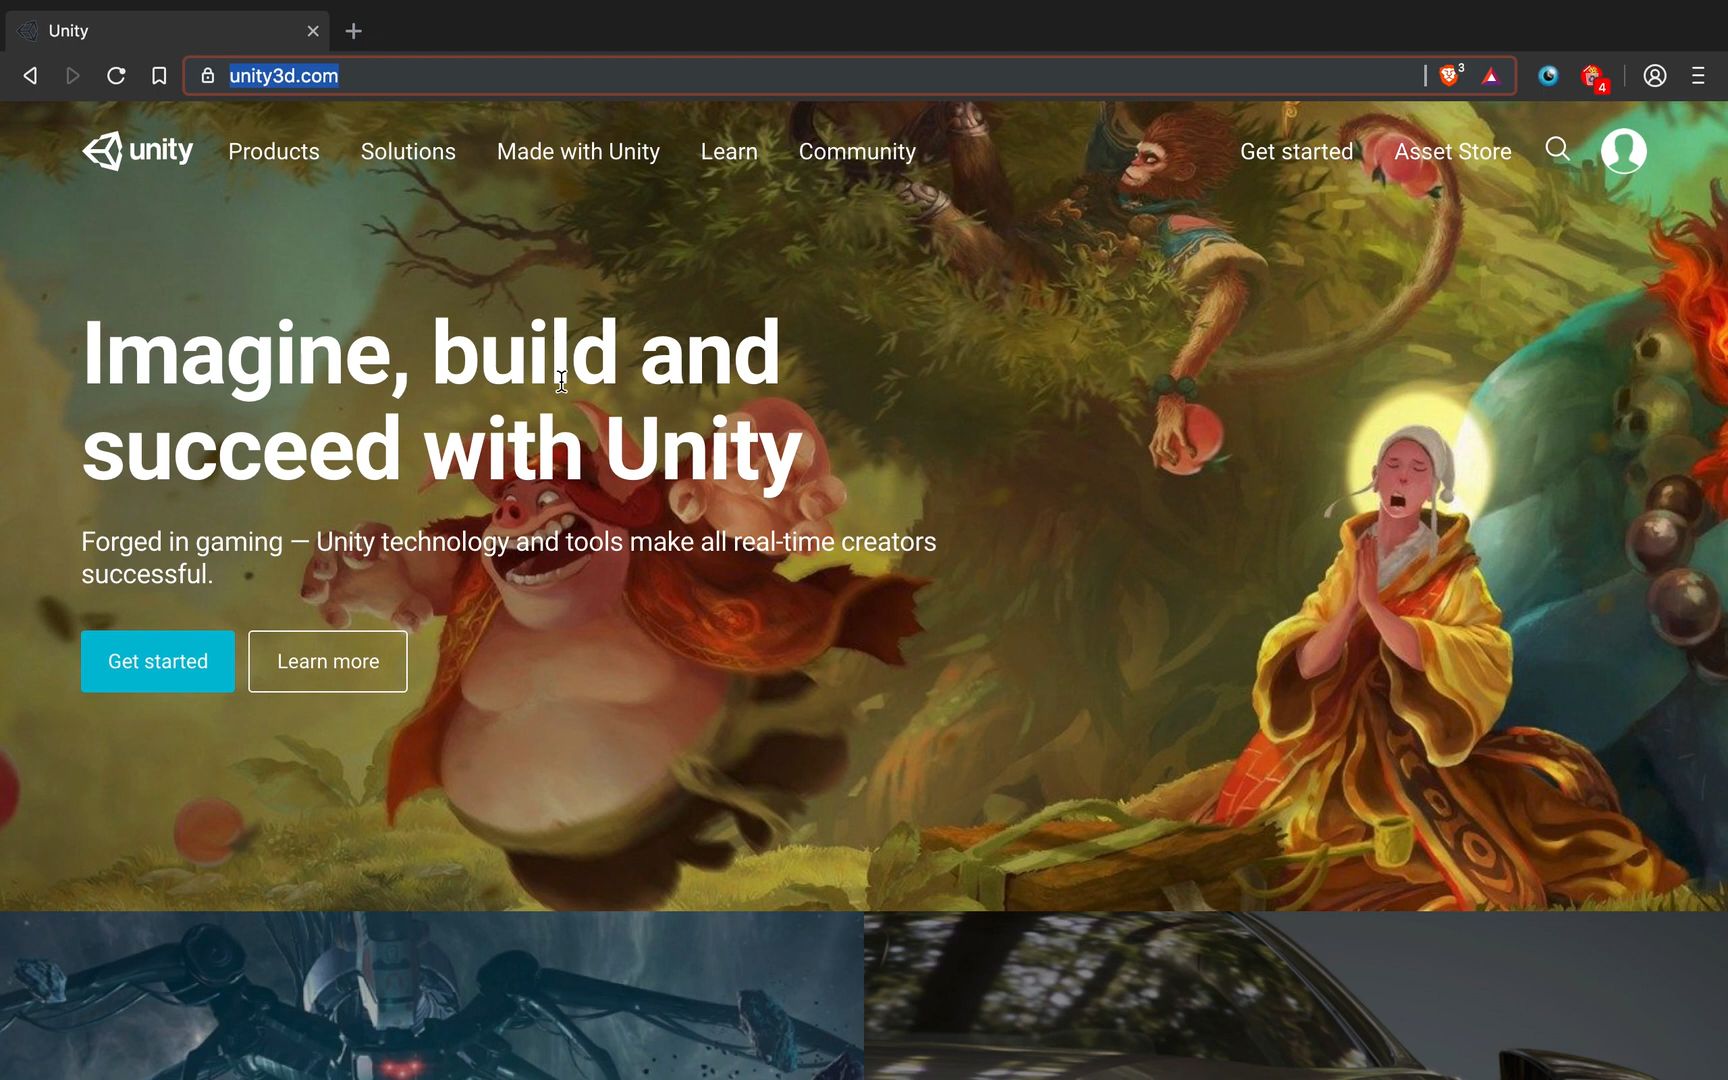 Unity
unity3d.com
3
4
unity Products Solutions Made with Unity Learn Community Get started Asset Store
Imagine, build and
succeed with Unity
Forged in gaming — Unity technology and tools make all real-time creators
successful.
Get started Learn more